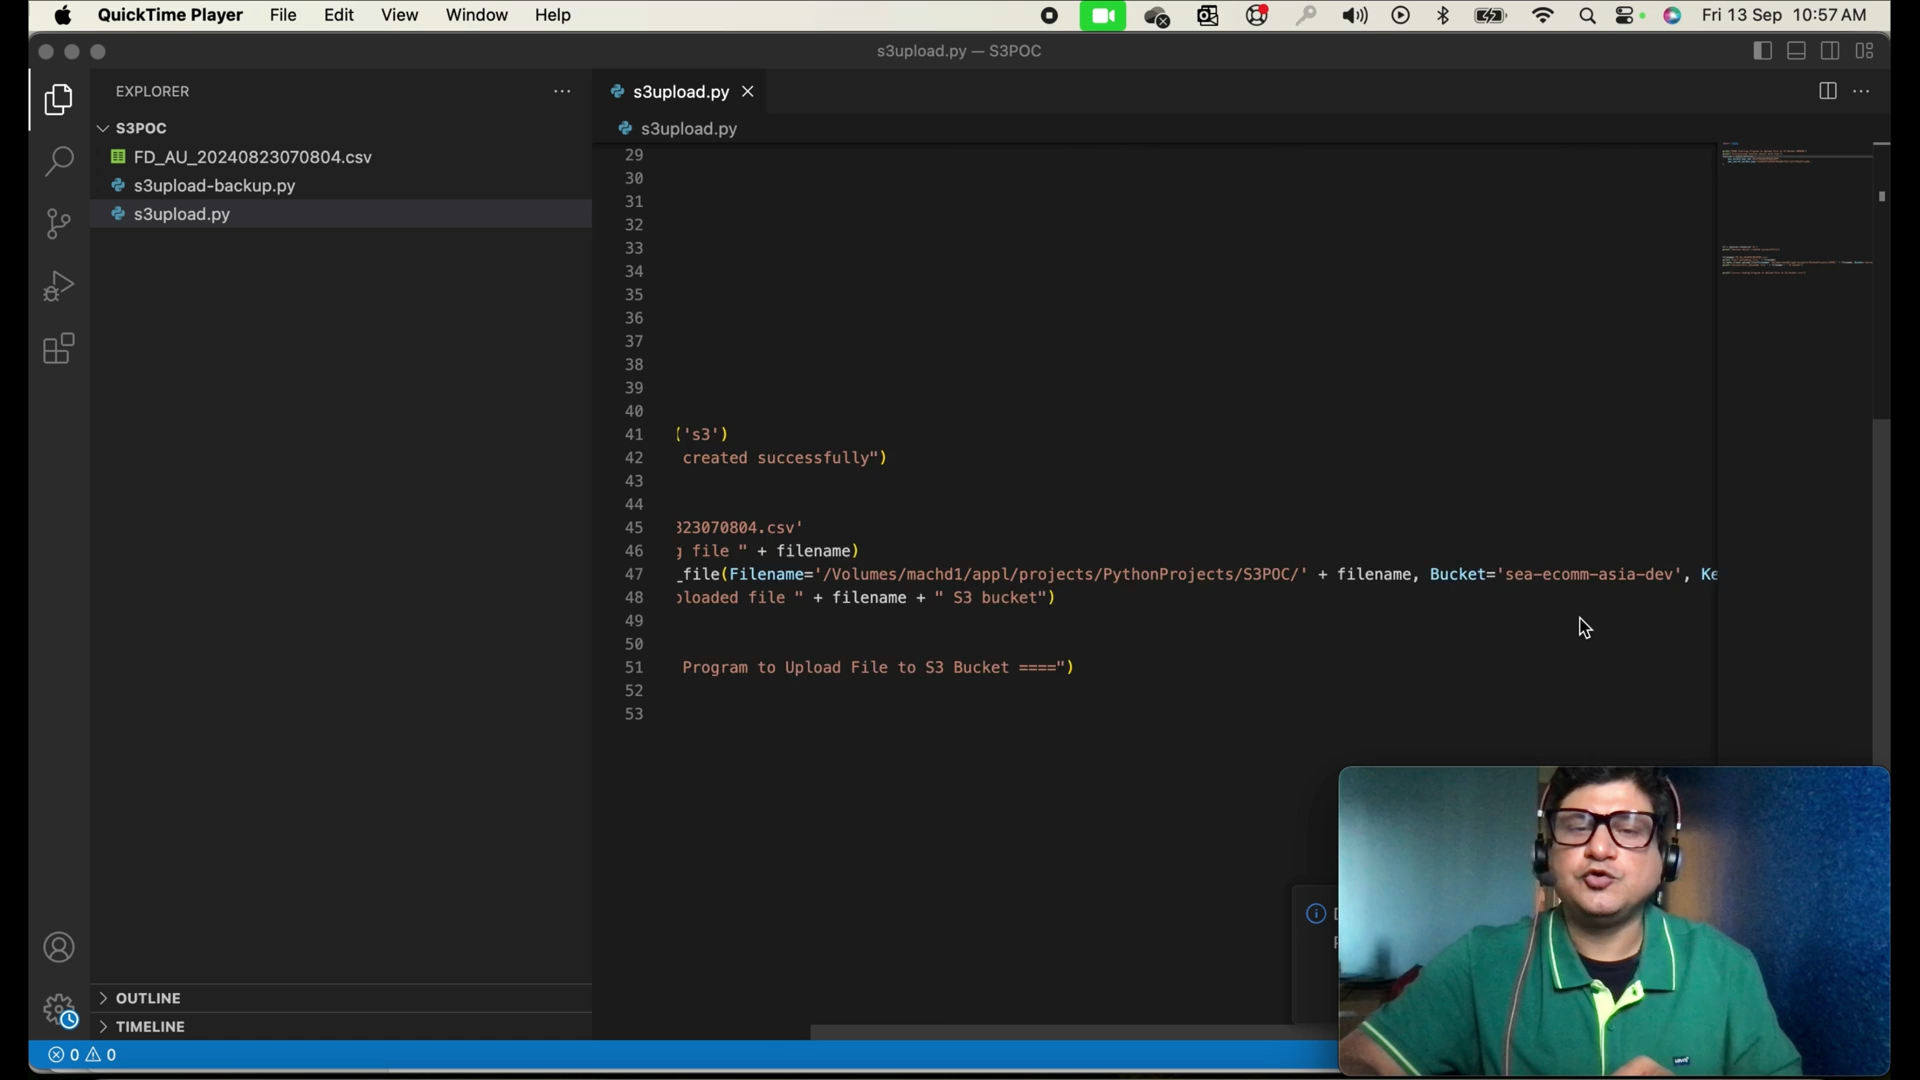 QuickTime Player File Edit View Window Help Fri 13 Sep 10:57 AM
s3upload.py — S3POC
EXPLORER
S3POC
FD_AU_20240823070804.csv
s3upload-backup.py
s3upload.py
OUTLINE
TIMELINE
0 0
s3upload.py
s3upload.py
29
30
31
32
33
34
35
36
37
38
39
40
41 ('s3')
42 created successfully")
43
44
45 323070804.csv'
46 g file " + filename)
47 _file(Filename='/Volumes/machd1/appl/projects/PythonProjects/S3POC/' + filename, Bucket='sea-ecomm-asia-dev', Ke
48 ploaded file " + filename + " S3 bucket")
49
50
51 Program to Upload File to S3 Bucket ====")
52
53